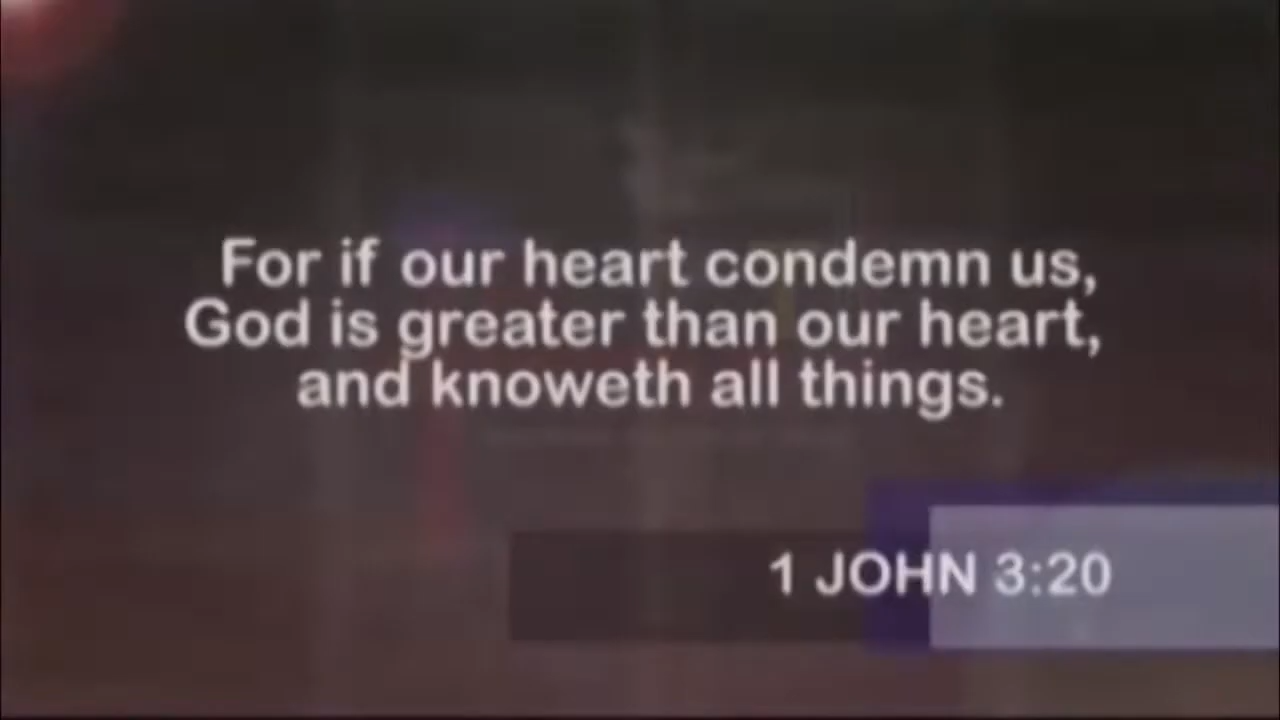 For if our heart condemn us,
God is greater than our heart,
and knoweth all things.
1 JOHN 3:20